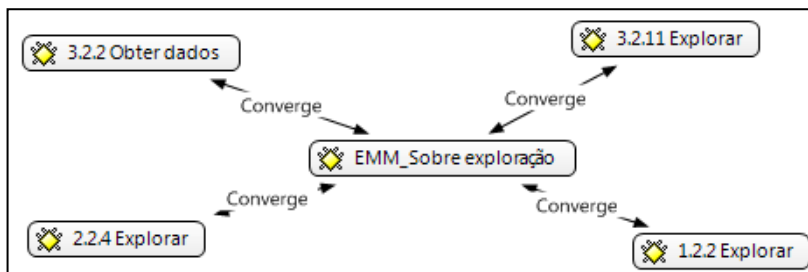 3.2.2 Obter dados
3.2.11 Explorar
Converge
Converge
EMM_Sobre exploração
Converge
Converge
2.2.4 Explorar
1.2.2 Explorar